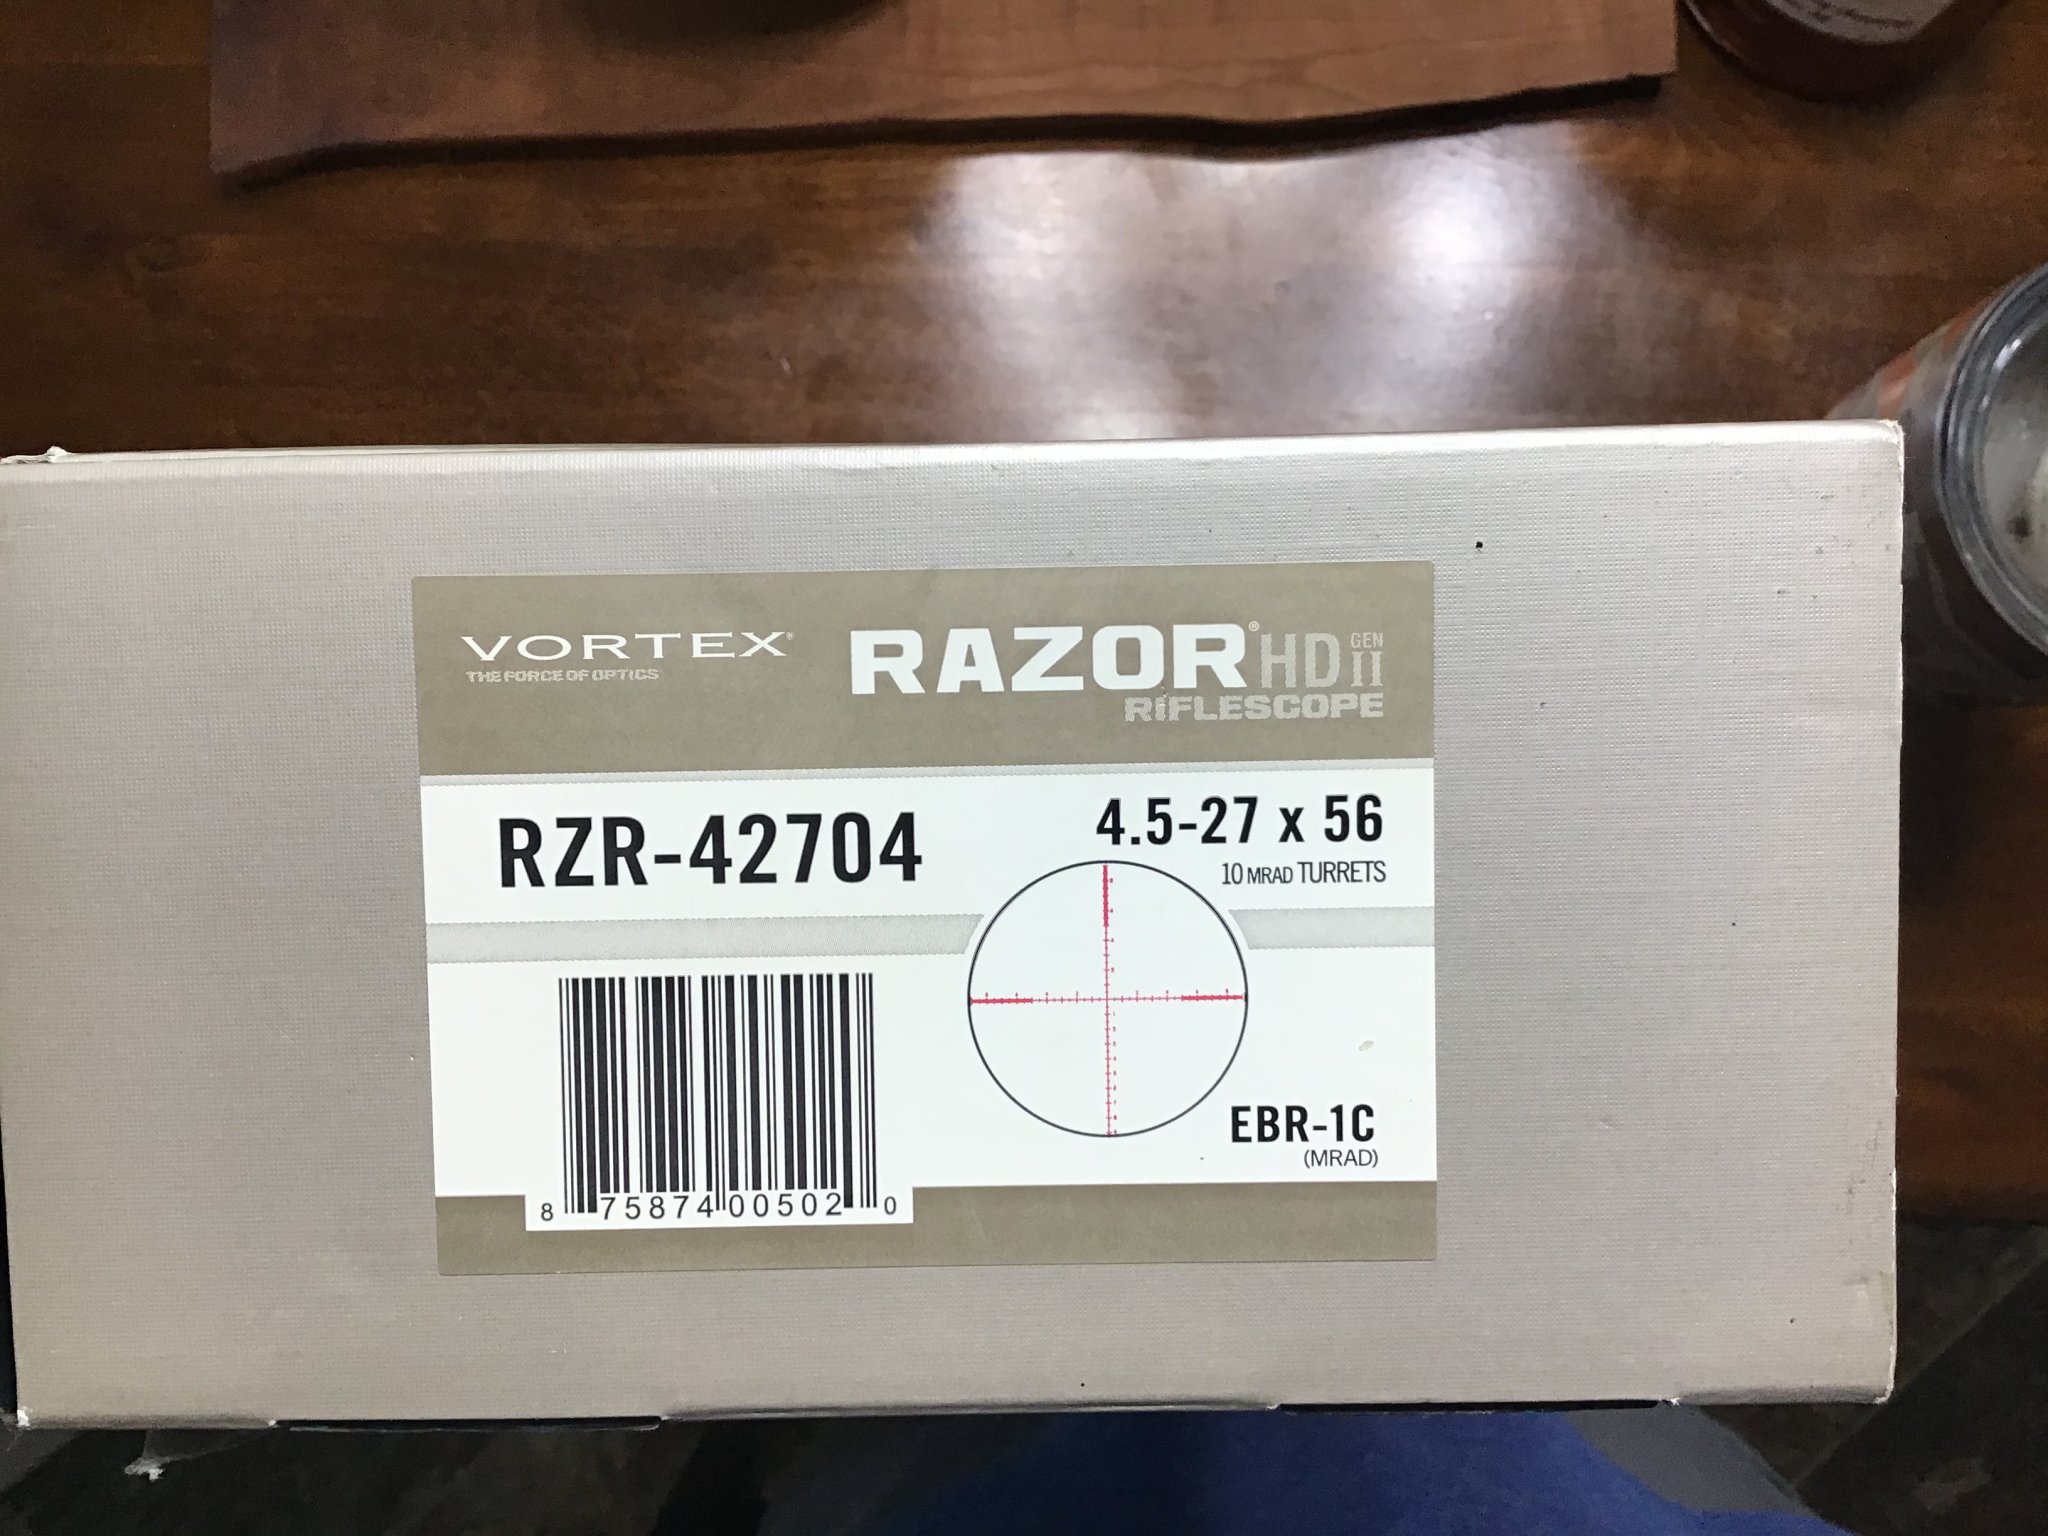 VORTEX®
THE FORCE OF OPTICS
RAZOR® HD GEN II
RIFLESCOPE
RZR-42704
4.5-27 x 56
10 MRAD TURRETS
EBR-1C
(MRAD)
8 75874 00502 0